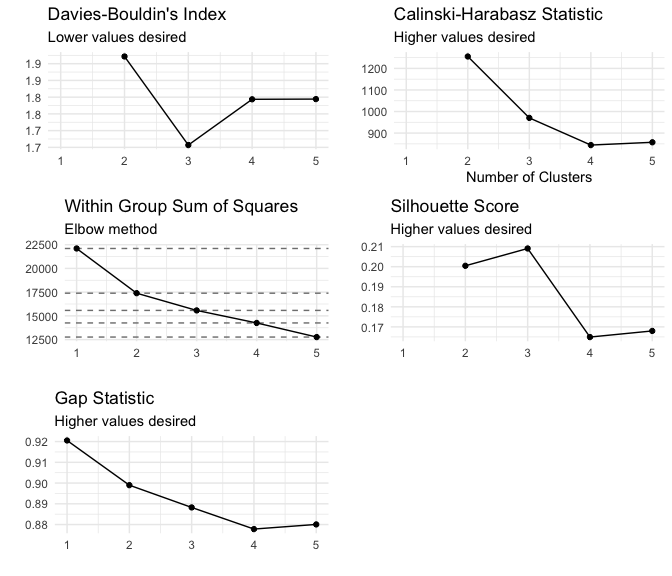 Davies-Bouldin's Index
Lower values desired
1.9
1.9
1.8
1.8
1.7
1.7
1 2 3 4 5
Calinski-Harabasz Statistic
Higher values desired
1200
1100
1000
900
1 2 3 4 5
Number of Clusters
Within Group Sum of Squares
Elbow method
22500
20000
17500
15000
12500
1 2 3 4 5
Silhouette Score
Higher values desired
0.21
0.20
0.19
0.18
0.17
1 2 3 4 5
Gap Statistic
Higher values desired
0.92
0.91
0.90
0.89
0.88
1 2 3 4 5